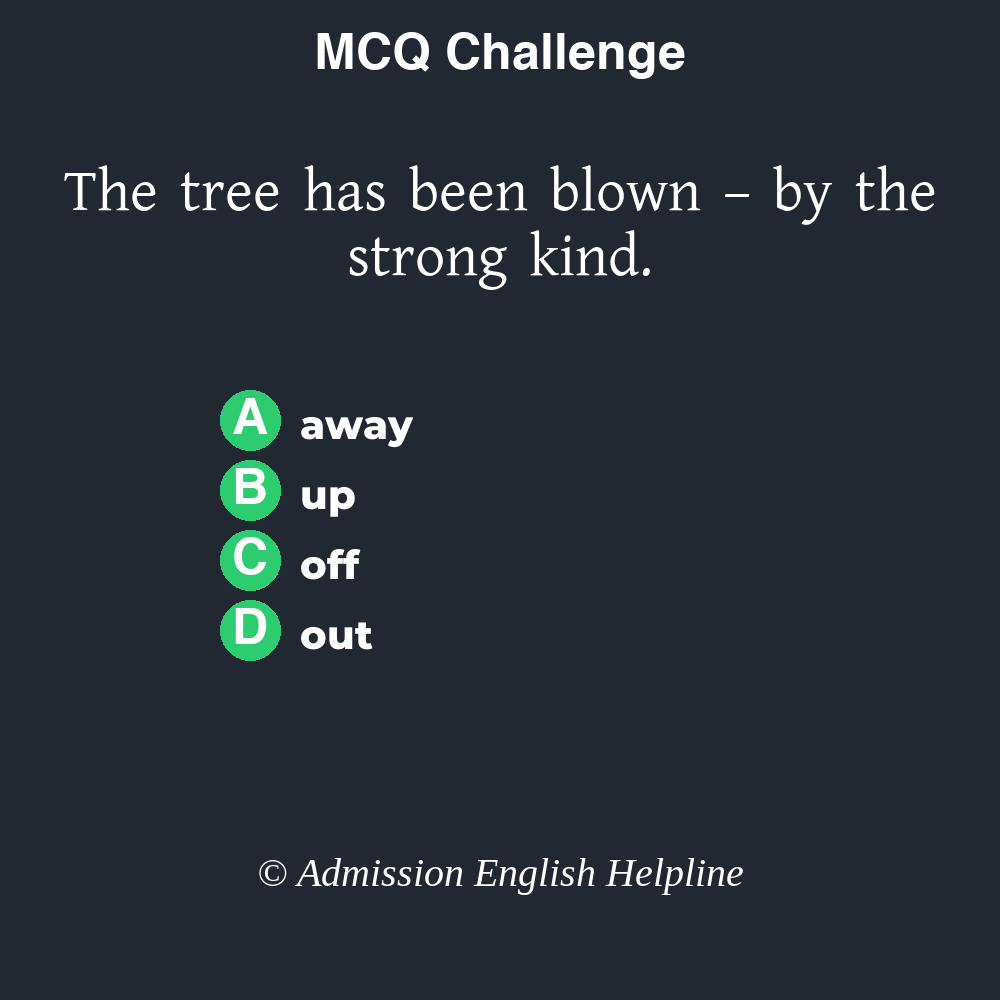 MCQ Challenge
The tree has been blown – by the
strong kind.
A away
B up
C off
D out
© Admission English Helpline